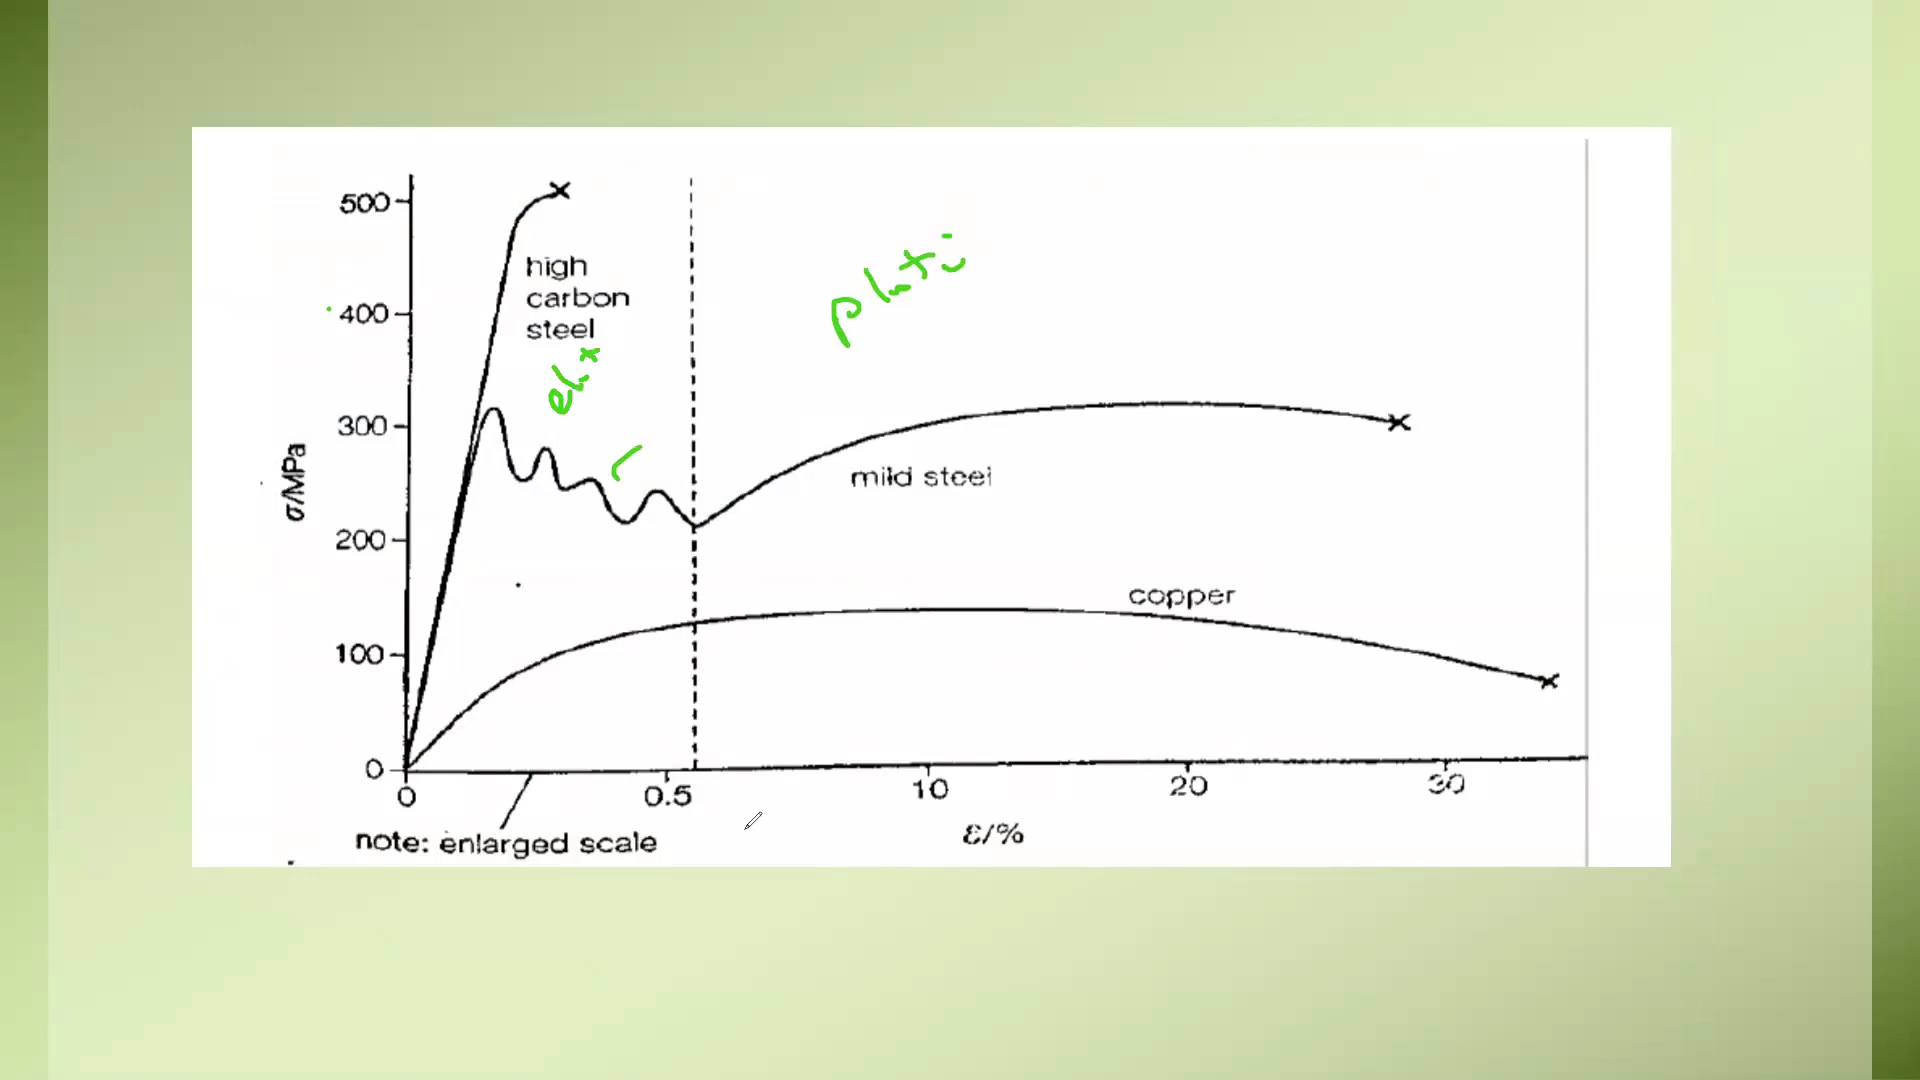 500
high
carbon
steel
400
300
σ/MPa
mild steel
200
copper
100
0
0
0.5
10
20
30
ε/%
note: enlarged scale